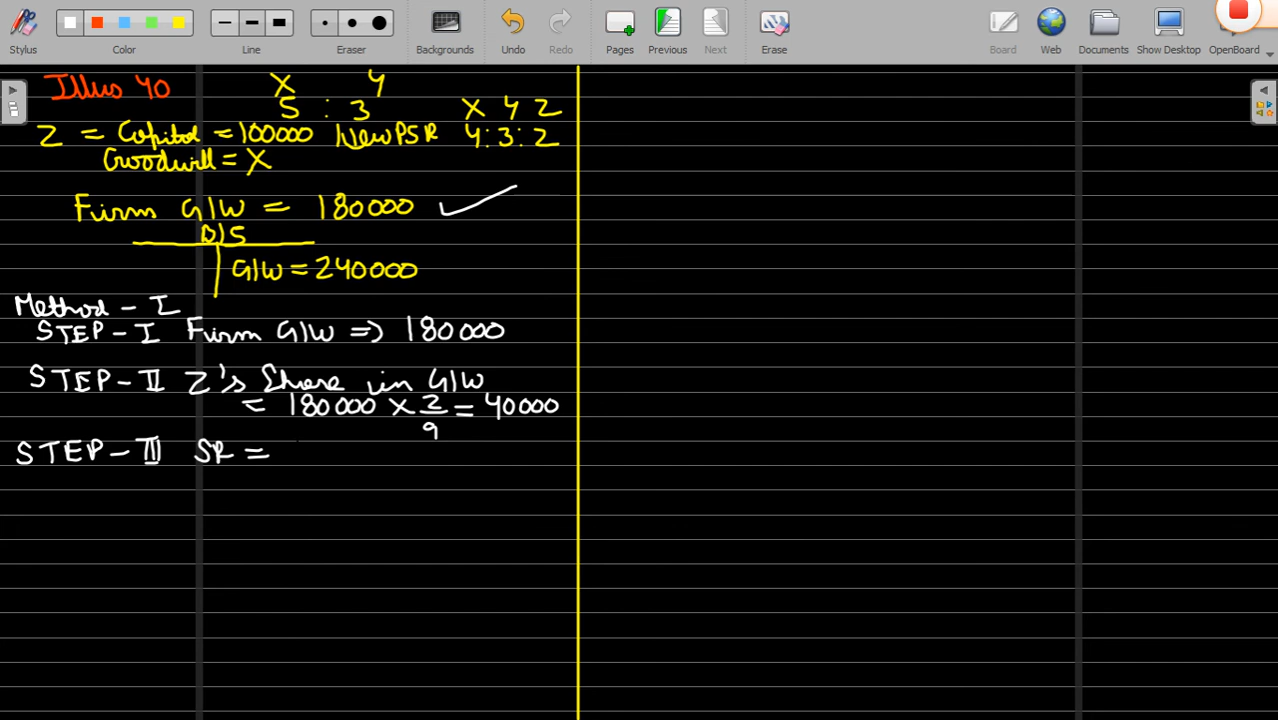 Stylus Color Line Eraser Backgrounds Undo Redo Pages Previous Next Erase Board Web Documents Show Desktop OpenBoard
Illus 40 X Y
5 : 3 X Y Z
Z = Capital = 100000 New PSR 4:3:2
Goodwill = X
Firm G/W = 180000 ✓
B/S
G/W = 240000
Method - I
STEP - I Firm G/W => 180000
STEP - II Z's Share in G/W
= 180000 × 2/9 = 40000
STEP - III SR =